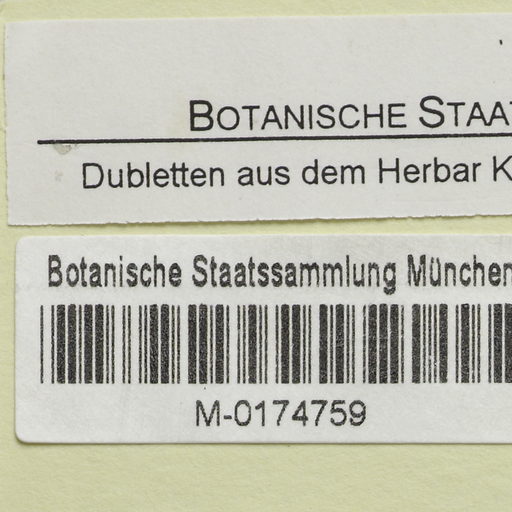 BOTANISCHE STAAT
Dubletten aus dem Herbar K
Botanische Staatssammlung München
M-0174759